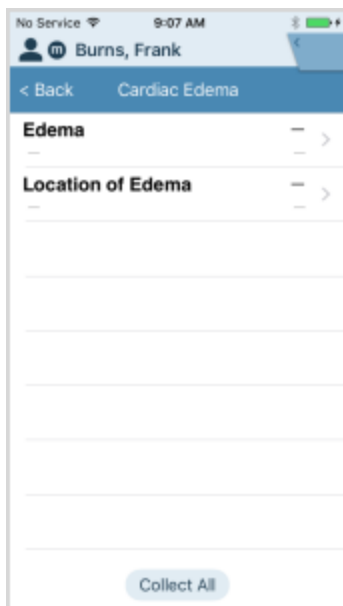 No Service 9:07 AM
m Burns, Frank
< Back Cardiac Edema
Edema —
— —
Location of Edema —
— —
Collect All